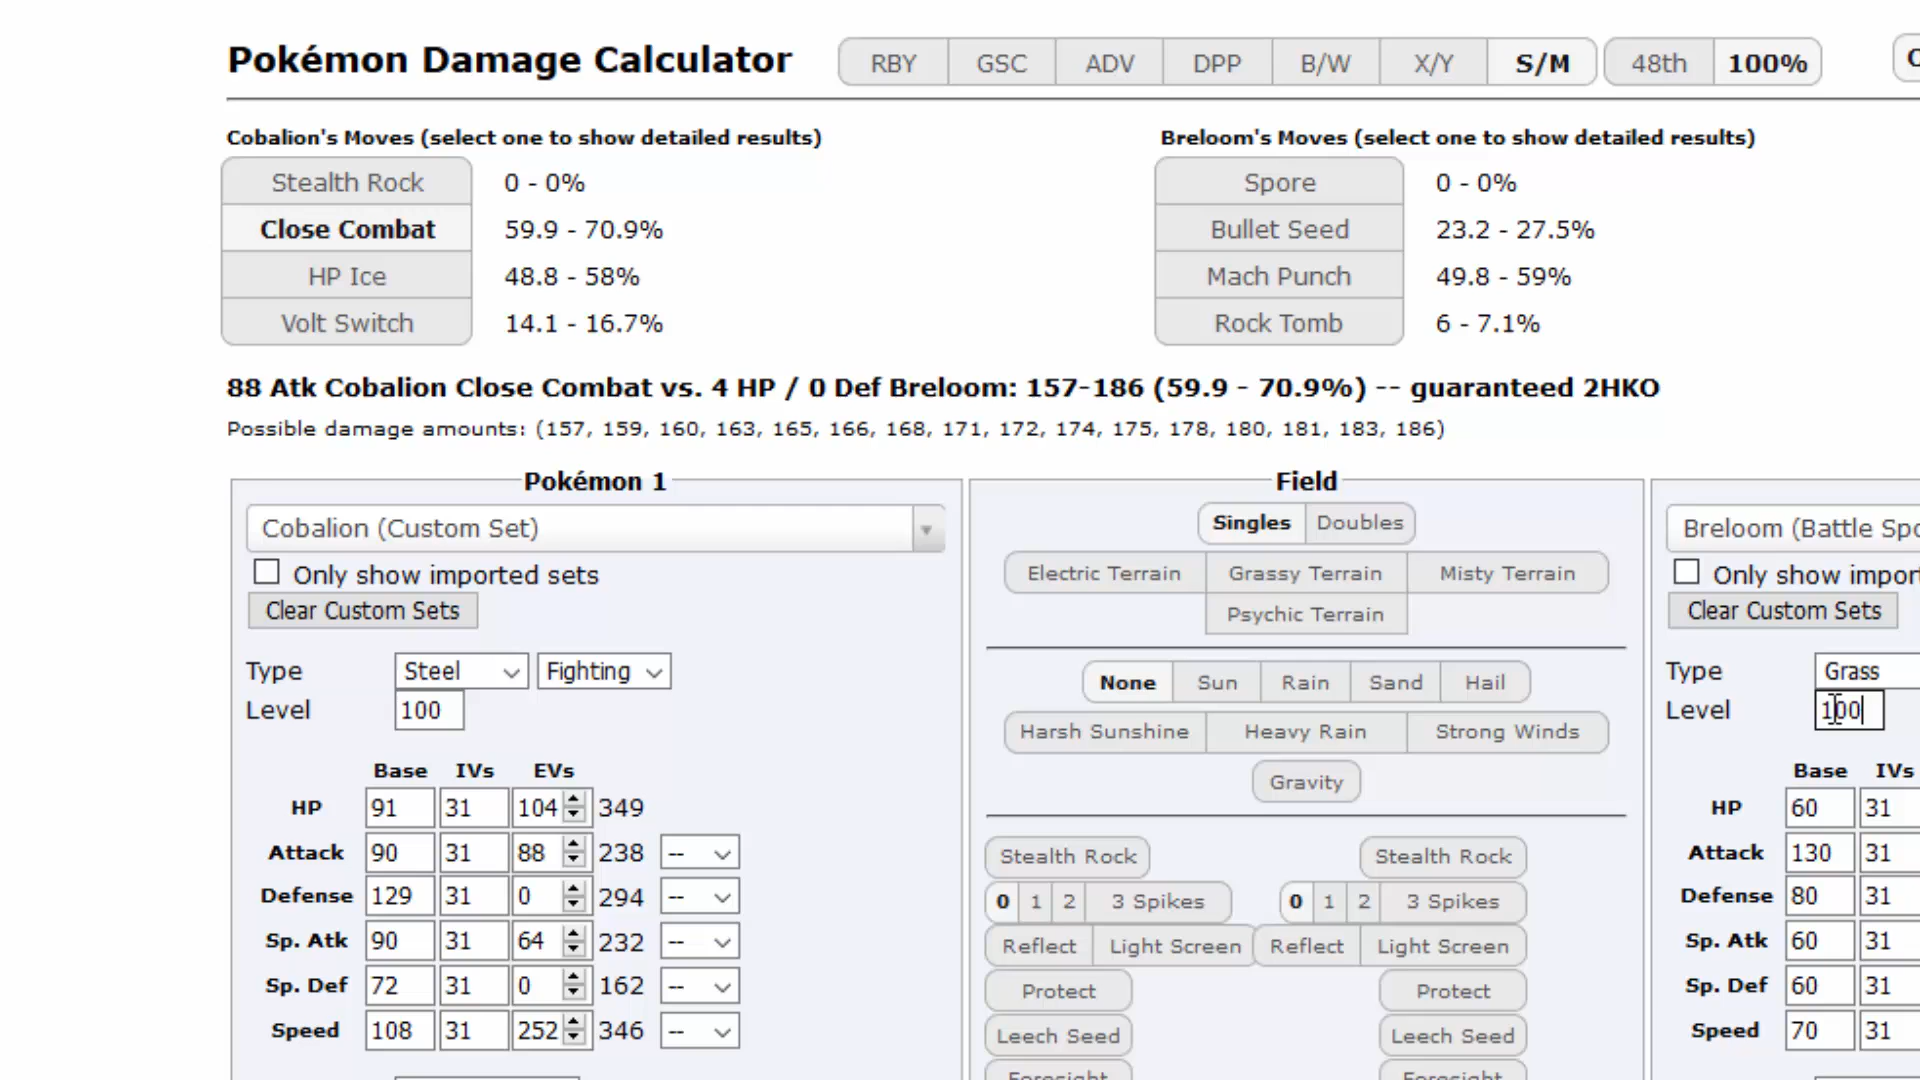 Pokémon Damage Calculator RBY GSC ADV DPP B/W X/Y S/M 48th 100%
Cobalion's Moves (select one to show detailed results) Breloom's Moves (select one to show detailed results)
Stealth Rock 0 - 0% Spore 0 - 0%
Close Combat 59.9 - 70.9% Bullet Seed 23.2 - 27.5%
HP Ice 48.8 - 58% Mach Punch 49.8 - 59%
Volt Switch 14.1 - 16.7% Rock Tomb 6 - 7.1%
88 Atk Cobalion Close Combat vs. 4 HP / 0 Def Breloom: 157-186 (59.9 - 70.9%) -- guaranteed 2HKO
Possible damage amounts: (157, 159, 160, 163, 165, 166, 168, 171, 172, 174, 175, 178, 180, 181, 183, 186)
Pokémon 1
Cobalion (Custom Set)
Only show imported sets
Clear Custom Sets
Type Steel Fighting
Level 100
Base IVs EVs
HP 91 31 104 349
Attack 90 31 88 238 --
Defense 129 31 0 294 --
Sp. Atk 90 31 64 232 --
Sp. Def 72 31 0 162 --
Speed 108 31 252 346 --
Field
Singles Doubles
Electric Terrain Grassy Terrain Misty Terrain
Psychic Terrain
None Sun Rain Sand Hail
Harsh Sunshine Heavy Rain Strong Winds
Gravity
Stealth Rock Stealth Rock
0 1 2 3 Spikes 0 1 2 3 Spikes
Reflect Light Screen Reflect Light Screen
Protect Protect
Leech Seed Leech Seed
Foresight Foresight
Breloom (Battle Spo
Only show import
Clear Custom Sets
Type Grass
Level 100
Base IVs
HP 60 31
Attack 130 31
Defense 80 31
Sp. Atk 60 31
Sp. Def 60 31
Speed 70 31